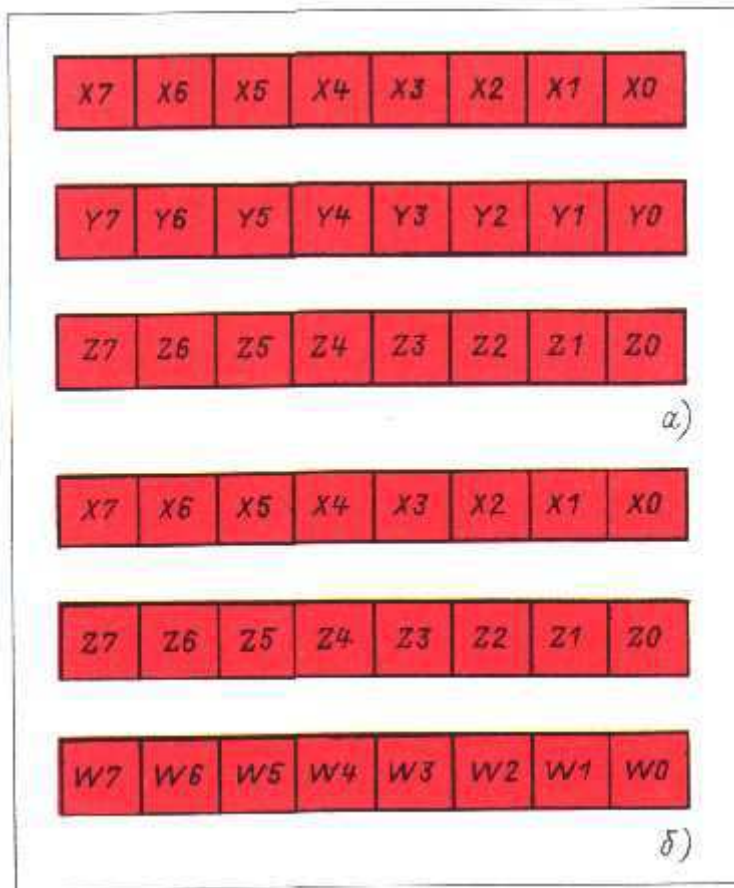 X7 X6 X5 X4 X3 X2 X1 X0
Y7 Y6 Y5 Y4 Y3 Y2 Y1 Y0
Z7 Z6 Z5 Z4 Z3 Z2 Z1 Z0
а)
X7 X6 X5 X4 X3 X2 X1 X0
Z7 Z6 Z5 Z4 Z3 Z2 Z1 Z0
W7 W6 W5 W4 W3 W2 W1 W0
б)